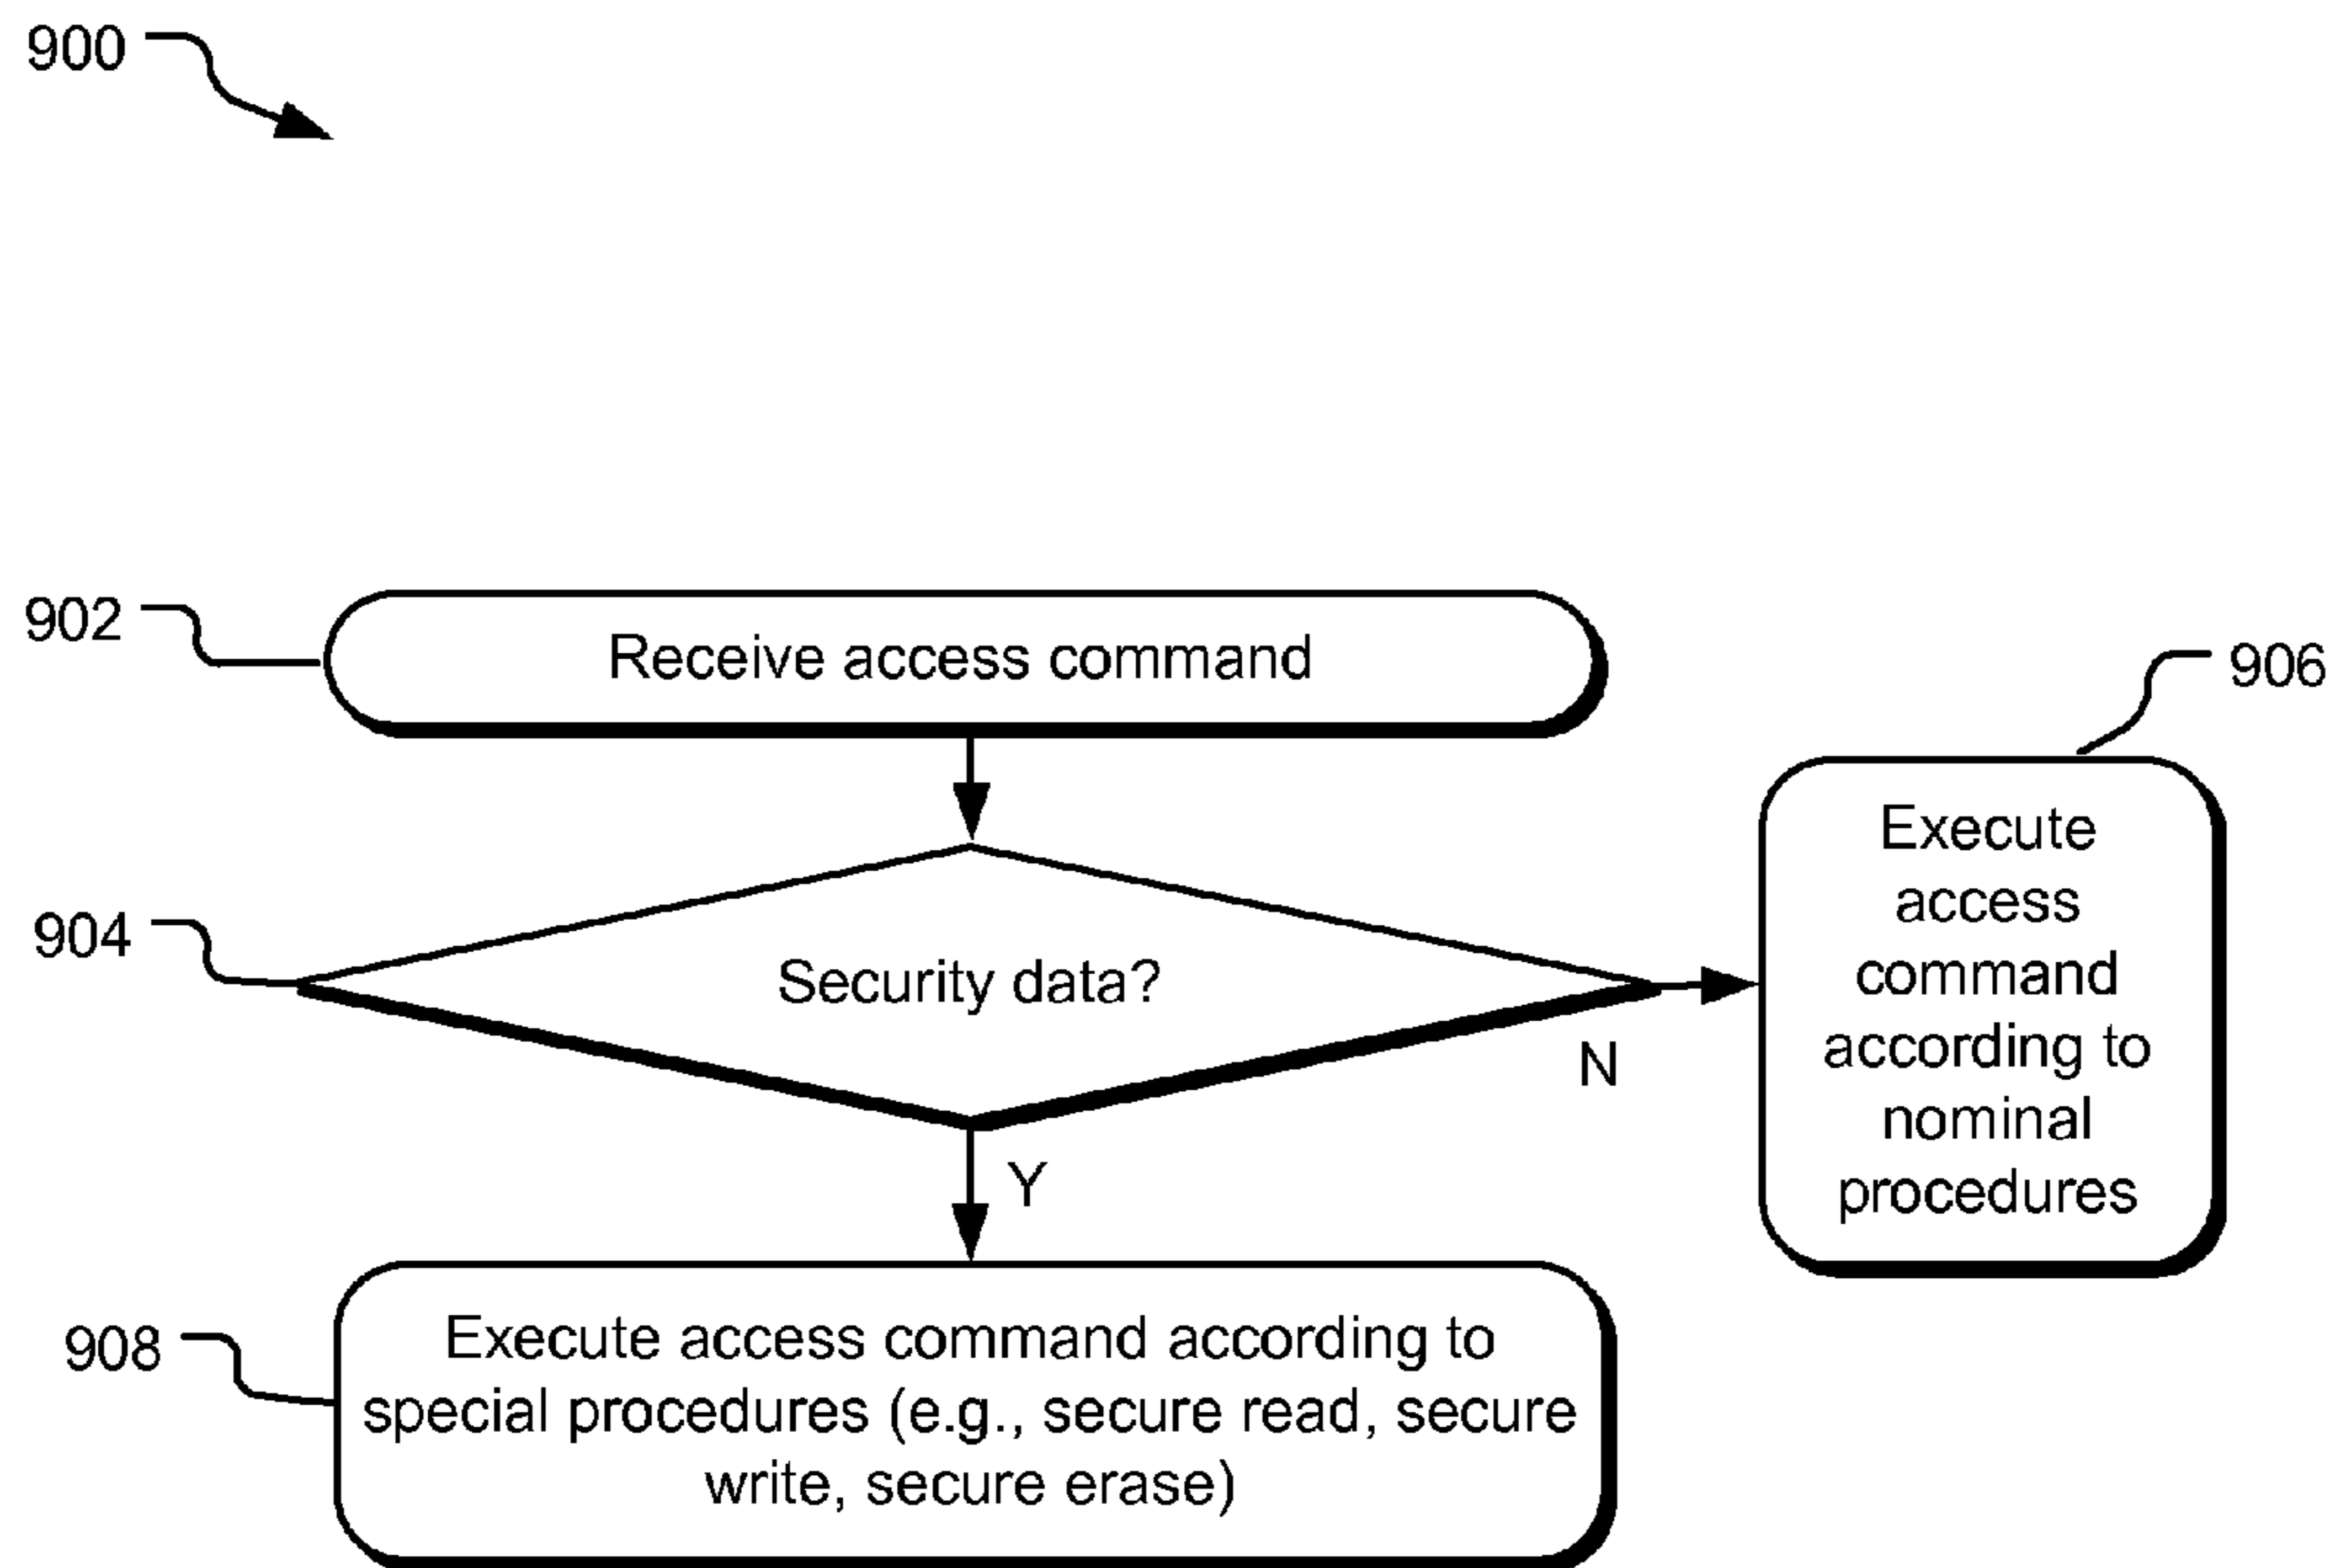 900
902
Receive access command
906
904
Security data?
N
Execute
access
command
according to
nominal
procedures
Y
908
Execute access command according to
special procedures (e.g., secure read, secure
write, secure erase)